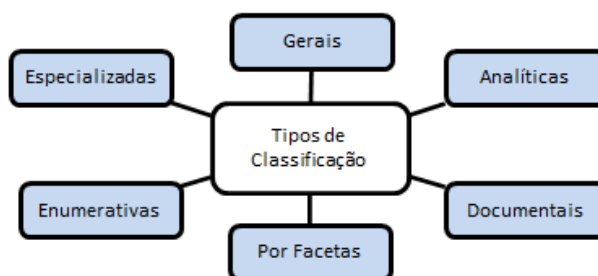 Gerais
Especializadas
Analíticas
Tipos de
Classificação
Enumerativas
Documentais
Por Facetas